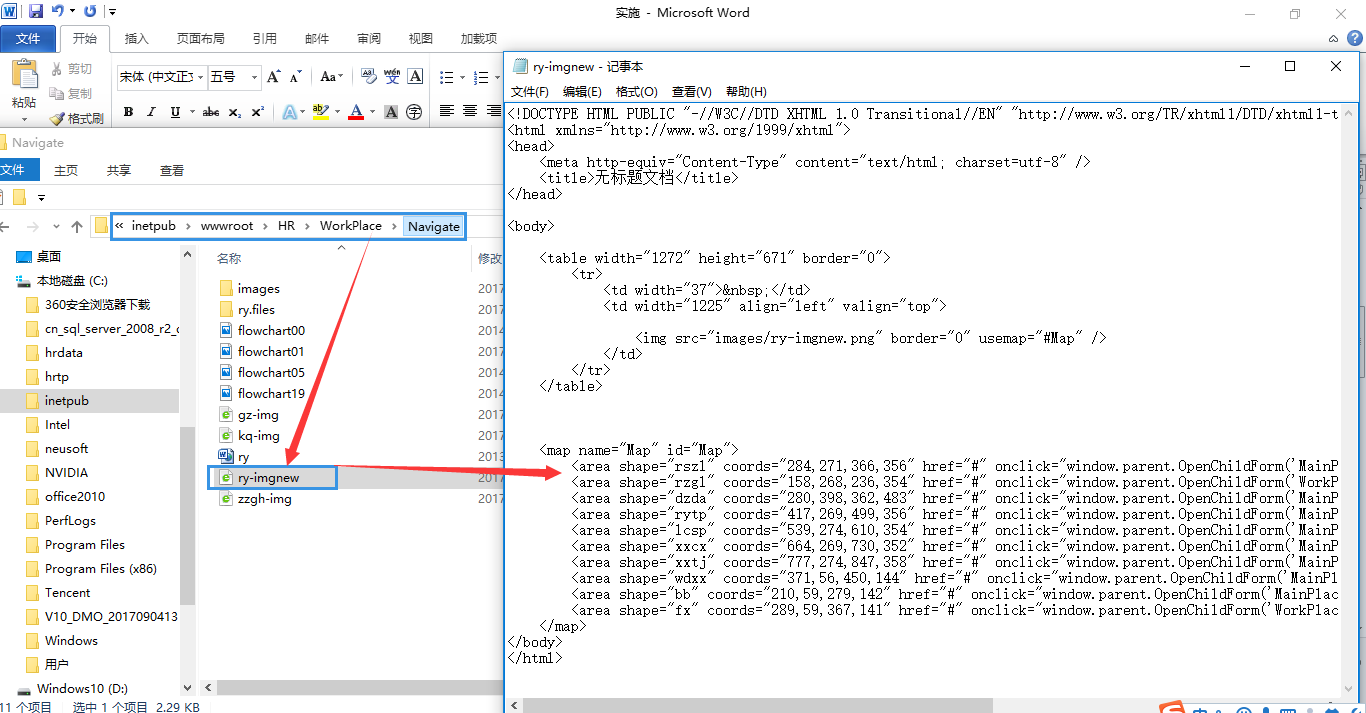 实施 - Microsoft Word
文件 开始 插入 页面布局 引用 邮件 审阅 视图 加载项
粘贴 剪切 复制 格式刷
宋体 (中文正 五号 Aa
B I U abc
Navigate
文件 主页 共享 查看
« inetpub › wwwroot › HR › WorkPlace › Navigate
桌面
本地磁盘 (C:)
360安全浏览器下载
cn_sql_server_2008_r2_
hrdata
hrtp
inetpub
Intel
neusoft
NVIDIA
office2010
PerfLogs
Program Files
Program Files (x86)
Tencent
V10_DMO_2017090413
Windows
用户
Windows10 (D:)
名称 修改
images 2017
ry.files 2017
flowchart00 2014
flowchart01 2017
flowchart05 2014
flowchart19 2014
gz-img 2017
kq-img 2017
ry 2013
ry-imgnew 2017
zzgh-img 2017
11 个项目 选中 1 个项目 2.29 KB
ry-imgnew - 记事本
文件(F) 编辑(E) 格式(O) 查看(V) 帮助(H)
<!DOCTYPE HTML PUBLIC "-//W3C//DTD XHTML 1.0 Transitional//EN" "http://www.w3.org/TR/xhtml1/DTD/xhtml1-t
<html xmlns="http://www.w3.org/1999/xhtml">
<head>
<meta http-equiv="Content-Type" content="text/html; charset=utf-8" />
<title>无标题文档</title>
</head>
<body>
<table width="1272" height="671" border="0">
<tr>
<td width="37">&nbsp;</td>
<td width="1225" align="left" valign="top">
<img src="images/ry-imgnew.png" border="0" usemap="#Map" />
</td>
</tr>
</table>
<map name="Map" id="Map">
<area shape="rszl" coords="284,271,366,356" href="#" onclick="window.parent.OpenChildForm('MainP
<area shape="rzgl" coords="158,268,236,354" href="#" onclick="window.parent.OpenChildForm('WorkP
<area shape="dzda" coords="280,398,362,483" href="#" onclick="window.parent.OpenChildForm('MainP
<area shape="rytp" coords="417,269,499,356" href="#" onclick="window.parent.OpenChildForm('MainP
<area shape="lcsp" coords="539,274,610,354" href="#" onclick="window.parent.OpenChildForm('MainP
<area shape="xxcx" coords="664,269,730,352" href="#" onclick="window.parent.OpenChildForm('MainP
<area shape="xxtj" coords="777,274,847,358" href="#" onclick="window.parent.OpenChildForm('MainP
<area shape="wdxx" coords="371,56,450,144" href="#" onclick="window.parent.OpenChildForm('MainPl
<area shape="bb" coords="210,59,279,142" href="#" onclick="window.parent.OpenChildForm('MainPlac
<area shape="fx" coords="289,59,367,141" href="#" onclick="window.parent.OpenChildForm('WorkPlac
</map>
</body>
</html>